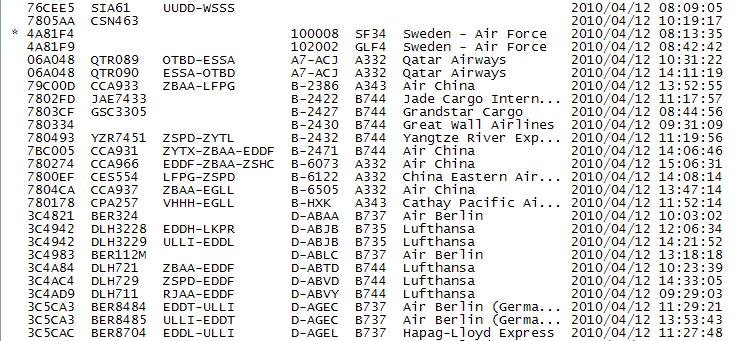 76CEE5 SIA61 UUDD-WSSS 2010/04/12 08:09:05
7805AA CSN463 2010/04/12 10:19:17
* 4A81F4 100008 SF34 Sweden - Air Force 2010/04/12 08:13:35
4A81F9 102002 GLF4 Sweden - Air Force 2010/04/12 08:42:42
06A048 QTR089 OTBD-ESSA A7-ACJ A332 Qatar Airways 2010/04/12 10:31:22
06A048 QTR090 ESSA-OTBD A7-ACJ A332 Qatar Airways 2010/04/12 14:11:19
79C00D CCA933 ZBAA-LFPG B-2386 A343 Air China 2010/04/12 13:52:55
7802FD JAE7433 B-2422 B744 Jade Cargo Intern... 2010/04/12 11:17:57
7803CF GSC3305 B-2427 B744 Grandstar Cargo 2010/04/12 08:44:56
780334 B-2430 B744 Great Wall Airlines 2010/04/12 09:31:09
780493 YZR7451 ZSPD-ZYTL B-2432 B744 Yangtze River Exp... 2010/04/12 11:19:56
7BC005 CCA931 ZYTX-ZBAA-EDDF B-2471 B744 Air China 2010/04/12 14:06:46
780274 CCA966 EDDF-ZBAA-ZSHC B-6073 A332 Air China 2010/04/12 15:06:31
7800EF CES554 LFPG-ZSPD B-6122 A332 China Eastern Air... 2010/04/12 14:08:14
7804CA CCA937 ZBAA-EGLL B-6505 A332 Air China 2010/04/12 13:47:14
780178 CPA257 VHHH-EGLL B-HXK A343 Cathay Pacific Ai... 2010/04/12 11:52:14
3C4821 BER324 D-ABAA B737 Air Berlin 2010/04/12 10:03:02
3C4942 DLH3228 EDDH-LKPR D-ABJB B735 Lufthansa 2010/04/12 12:06:34
3C4942 DLH3229 ULLI-EDDL D-ABJB B735 Lufthansa 2010/04/12 14:21:52
3C4983 BER112M D-ABLC B737 Air Berlin 2010/04/12 13:18:18
3C4A84 DLH721 ZBAA-EDDF D-ABTD B744 Lufthansa 2010/04/12 10:23:39
3C4AC4 DLH729 ZSPD-EDDF D-ABVD B744 Lufthansa 2010/04/12 14:33:05
3C4AD9 DLH711 RJAA-EDDF D-ABVY B744 Lufthansa 2010/04/12 09:29:03
3C5CA3 BER8484 EDDT-ULLI D-AGEC B737 Air Berlin (Germa... 2010/04/12 11:29:21
3C5CA3 BER8485 ULLI-EDDT D-AGEC B737 Air Berlin (Germa... 2010/04/12 13:53:43
3C5CAC BER8704 EDDL-ULLI D-AGEL B737 Hapag-Lloyd Express 2010/04/12 11:27:48